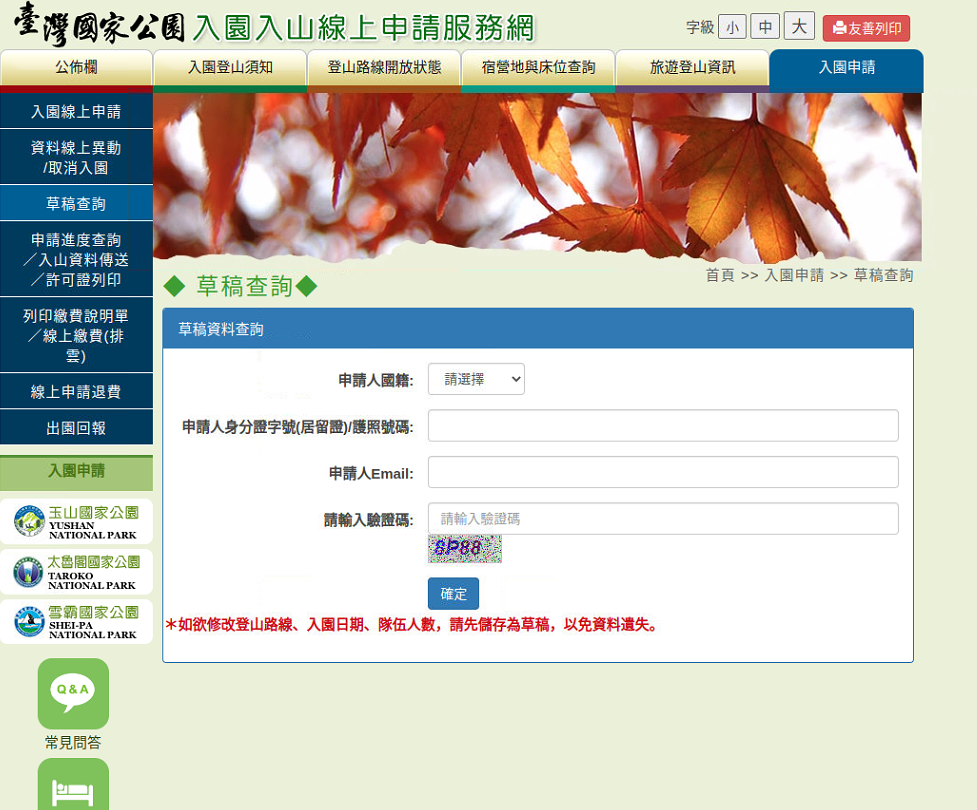 臺灣國家公園 入園入山線上申請服務網
字級 小 中 大 友善列印
公佈欄 入園登山須知 登山路線開放狀態 宿營地與床位查詢 旅遊登山資訊 入園申請
入園線上申請
資料線上異動
/取消入園
草稿查詢
申請進度查詢
／入山資料傳送
／許可證列印
列印繳費說明單
／線上繳費(排
雲)
線上申請退費
出園回報
入園申請
玉山國家公園
YUSHAN
NATIONAL PARK
太魯閣國家公園
TAROKO
NATIONAL PARK
雪霸國家公園
SHEI-PA
NATIONAL PARK
Q & A
常見問答
首頁 >> 入園申請 >> 草稿查詢
◆ 草稿查詢◆
草稿資料查詢
申請人國籍: 請選擇
申請人身分證字號(居留證)/護照號碼:
申請人Email:
請輸入驗證碼: 請輸入驗證碼
確定
＊如欲修改登山路線、入園日期、隊伍人數，請先儲存為草稿，以免資料遺失。